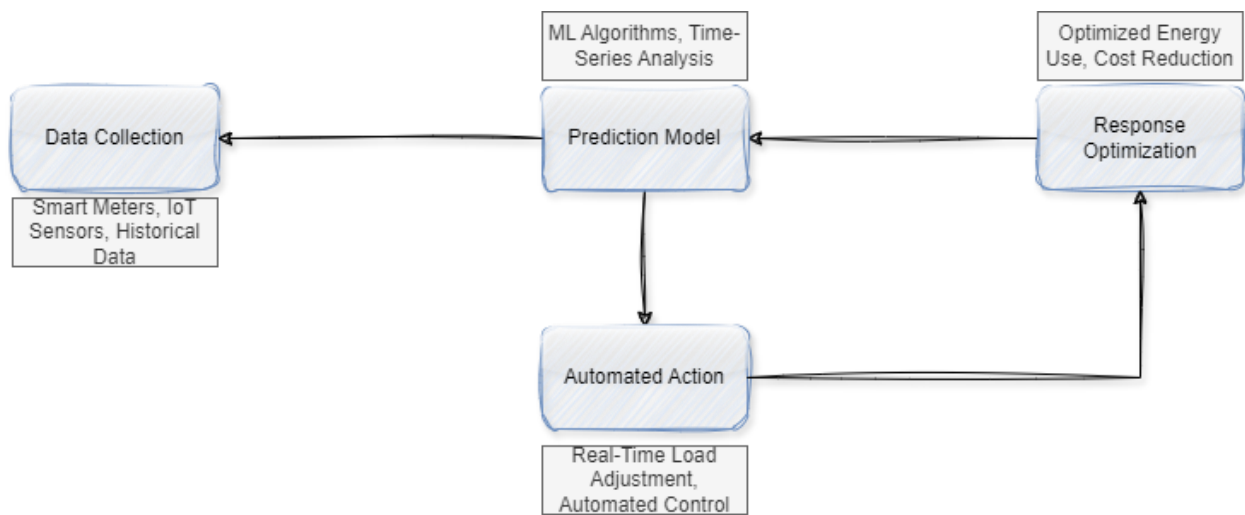 ML Algorithms, Time-
Series Analysis
Optimized Energy
Use, Cost Reduction
Data Collection
Prediction Model
Response
Optimization
Smart Meters, IoT
Sensors, Historical
Data
Automated Action
Real-Time Load
Adjustment,
Automated Control